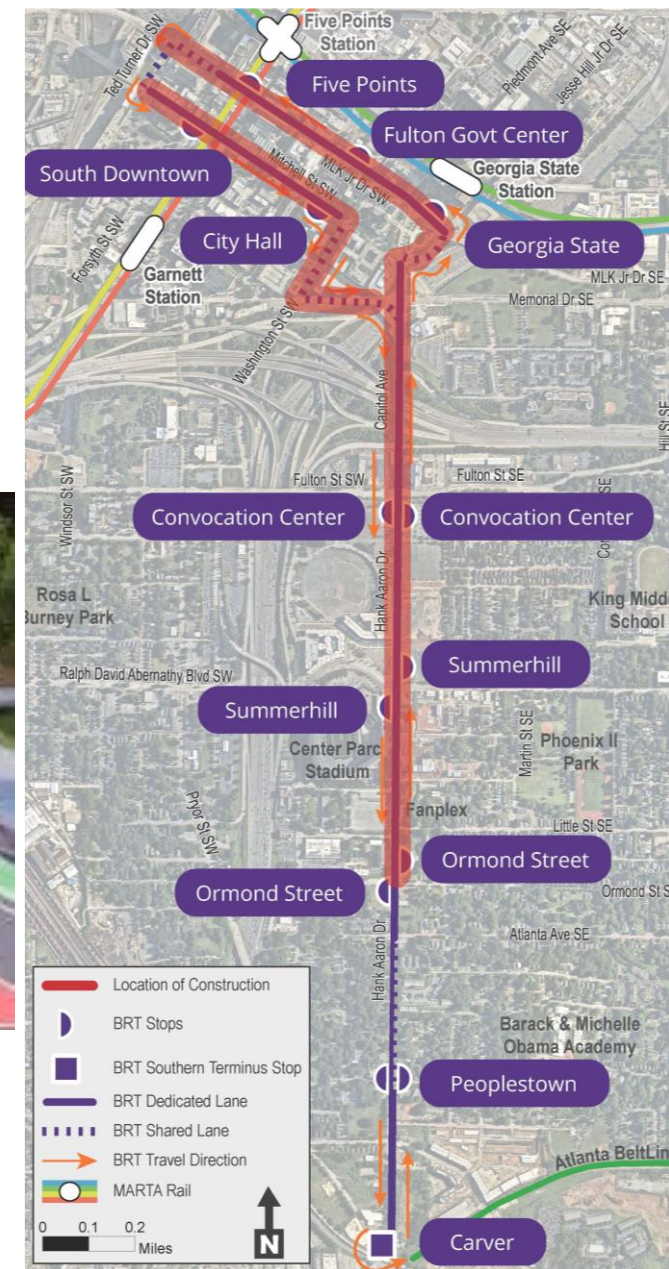 Five Points
Station
Ted Turner Dr SW
Piedmont Ave SE
Jesse Hill Jr Dr SE
Five Points
Fulton Govt Center
South Downtown
Mitchell St SW
MLK Jr Dr SW
Georgia State
Station
City Hall
Georgia State
Forsyth St SW
Garnett
Station
MLK Jr Dr SE
Memorial Dr SE
Washington St SW
Capitol Ave
Hill St SE
Fulton St SW
Fulton St SE
Windsor St SW
Convocation Center
Convocation Center
Hank Aaron Dr
Rosa L
Burney Park
King Midd
School
Summerhill
Ralph David Abernathy Blvd SW
Summerhill
Center Parc
Stadium
Martin St SE
Phoenix II
Park
Pryor St SW
Fanplex
Little St SE
Ormond Street
Ormond Street
Ormond St S
Atlanta Ave SE
Hank Aaron Dr
Location of Construction
BRT Stops
BRT Southern Terminus Stop
BRT Dedicated Lane
BRT Shared Lane
BRT Travel Direction
MARTA Rail
0 0.1 0.2
Miles
N
Barack & Michelle
Obama Academy
Peoplestown
Atlanta BeltLin
Carver